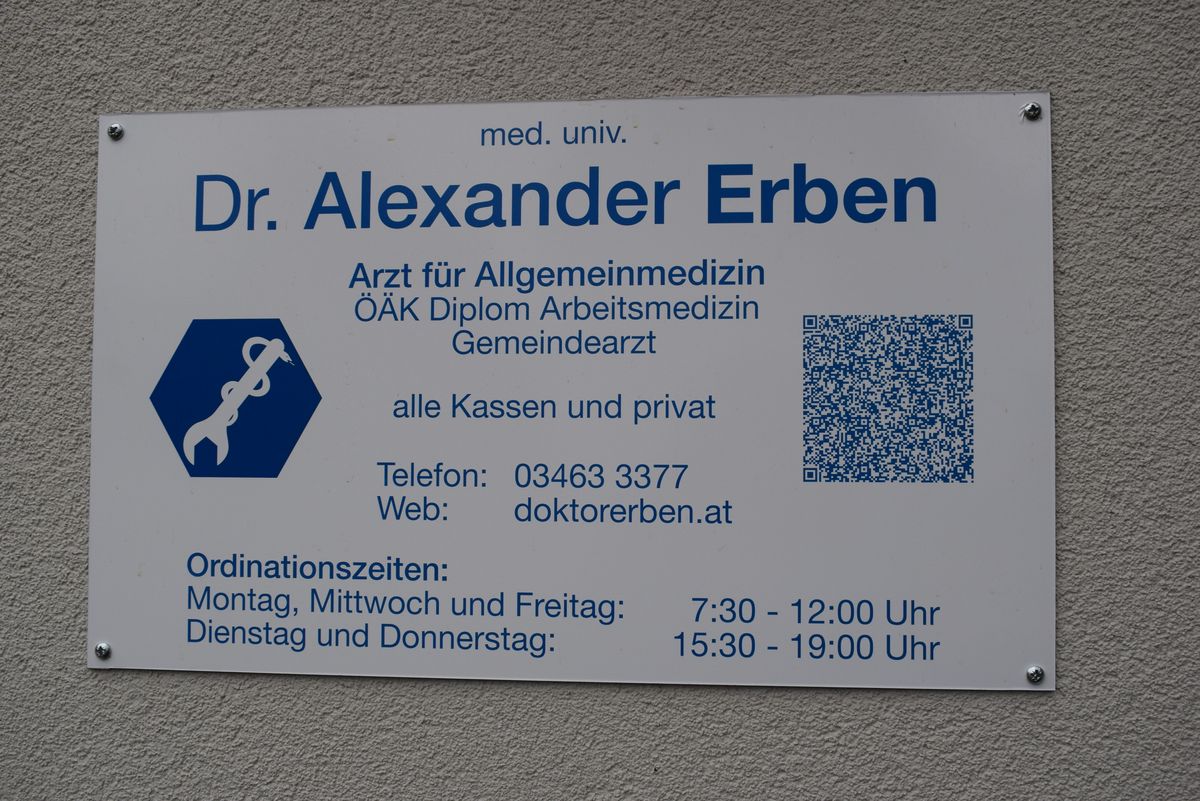 med. univ.
Dr. Alexander Erben
Arzt für Allgemeinmedizin
ÖÄK Diplom Arbeitsmedizin
Gemeindearzt
alle Kassen und privat
Telefon: 03463 3377
Web: doktorerben.at
Ordinationszeiten:
Montag, Mittwoch und Freitag: 7:30 - 12:00 Uhr
Dienstag und Donnerstag: 15:30 - 19:00 Uhr